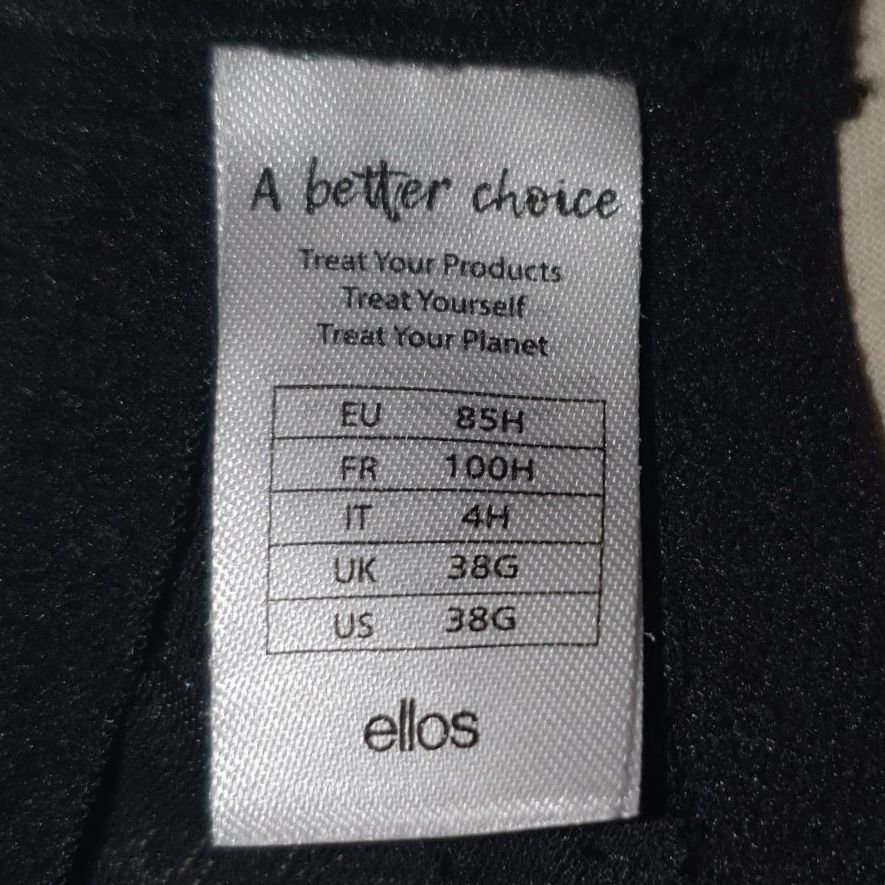 A better choice
Treat Your Products
Treat Yourself
Treat Your Planet
EU 85H
FR 100H
IT 4H
UK 38G
US 38G
ellos